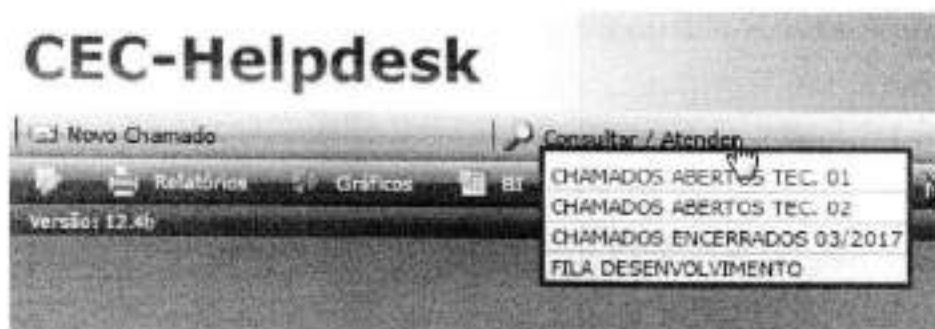 CEC-Helpdesk
Novo Chamado
Consultar / Atender
Relatórios
Gráficos
BI
CHAMADOS ABERTOS TEC. 01
CHAMADOS ABERTOS TEC. 02
CHAMADOS ENCERRADOS 03/2017
FILA DESENVOLVIMENTO
Versão: 12.4b